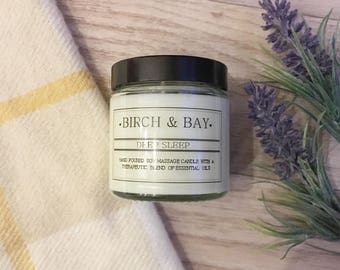 •BIRCH & BAY•
DEEP SLEEP
HAND POURED SOY MASSAGE CANDLE WITH A
THERAPEUTIC BLEND OF ESSENTIAL OILS